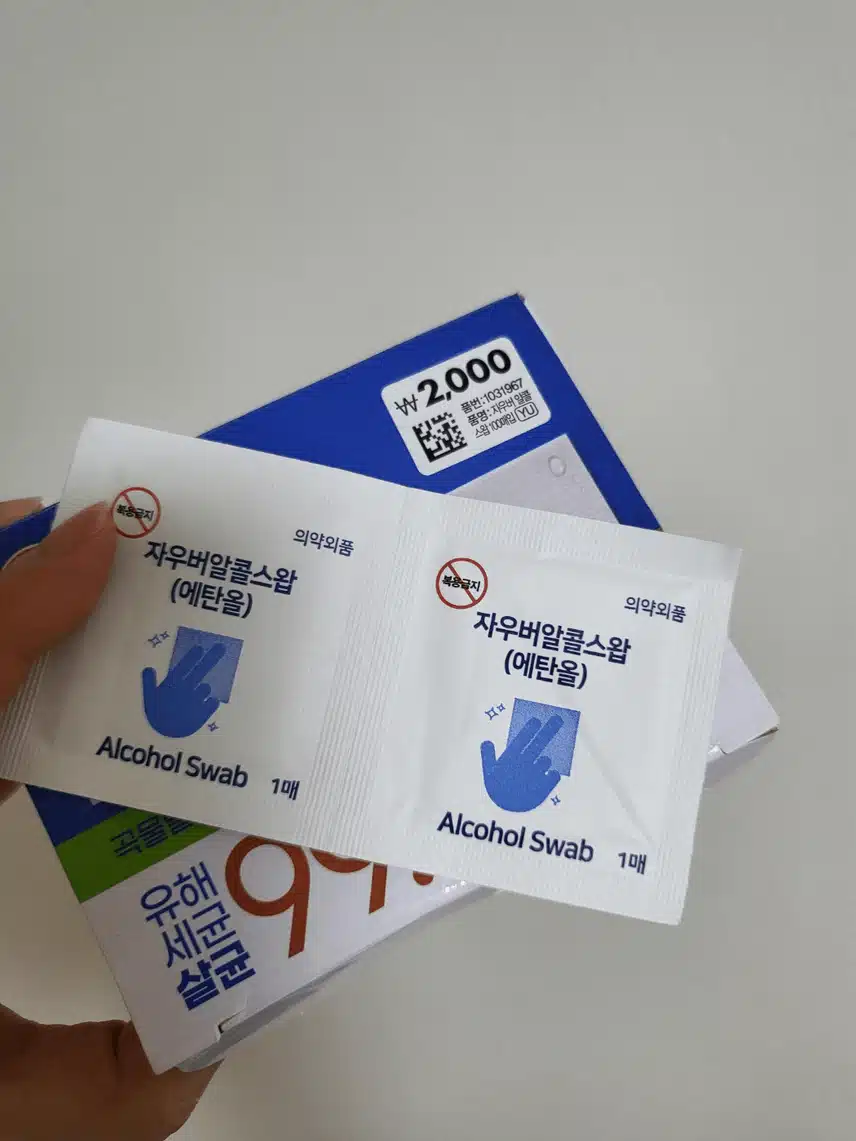 ₩ 2,000
품번:1031967
품명:자우버 알콜
스왑 100매입 YU
복용금지
의약외품
자우버알콜스왑
(에탄올)
Alcohol Swab 1매
복용금지
의약외품
자우버알콜스왑
(에탄올)
Alcohol Swab 1매
유해
세균
살균